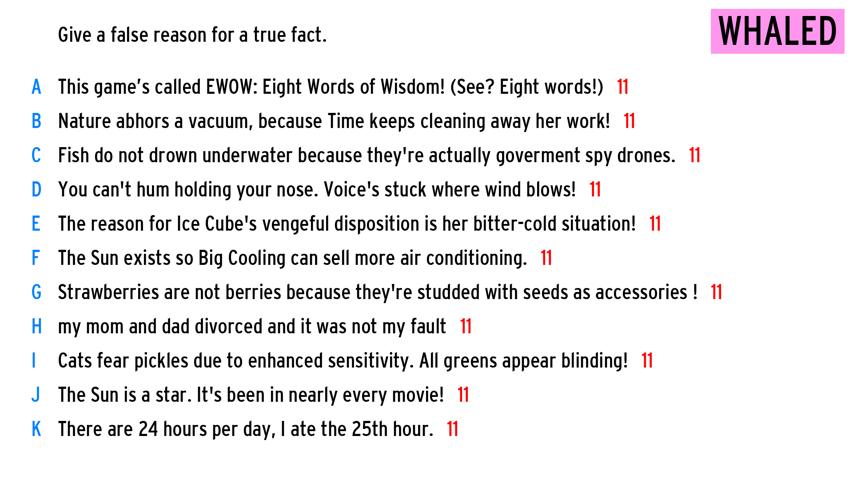 Give a false reason for a true fact.
WHALED
A This game's called EWOW: Eight Words of Wisdom! (See? Eight words!) 11
B Nature abhors a vacuum, because Time keeps cleaning away her work! 11
C Fish do not drown underwater because they're actually goverment spy drones. 11
D You can't hum holding your nose. Voice's stuck where wind blows! 11
E The reason for Ice Cube's vengeful disposition is her bitter-cold situation! 11
F The Sun exists so Big Cooling can sell more air conditioning. 11
G Strawberries are not berries because they're studded with seeds as accessories ! 11
H my mom and dad divorced and it was not my fault 11
I Cats fear pickles due to enhanced sensitivity. All greens appear blinding! 11
J The Sun is a star. It's been in nearly every movie! 11
K There are 24 hours per day, I ate the 25th hour. 11